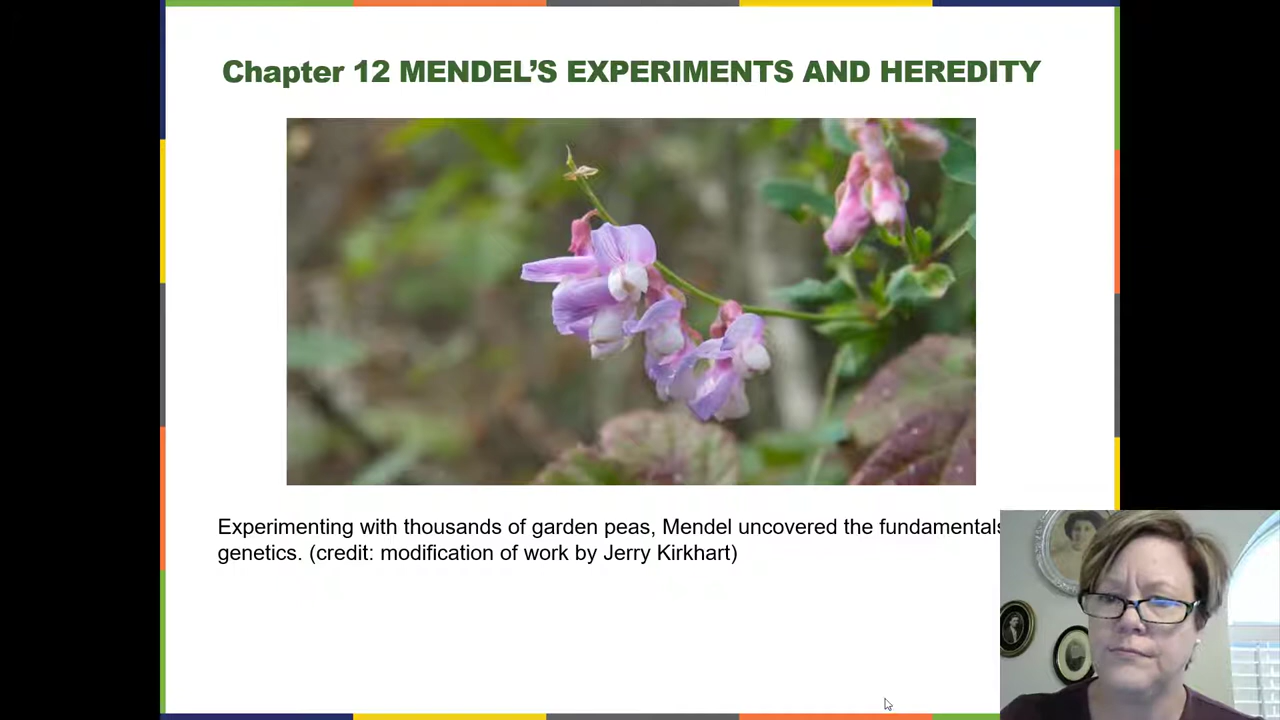 Chapter 12 MENDEL’S EXPERIMENTS AND HEREDITY
Experimenting with thousands of garden peas, Mendel uncovered the fundamentals
genetics. (credit: modification of work by Jerry Kirkhart)